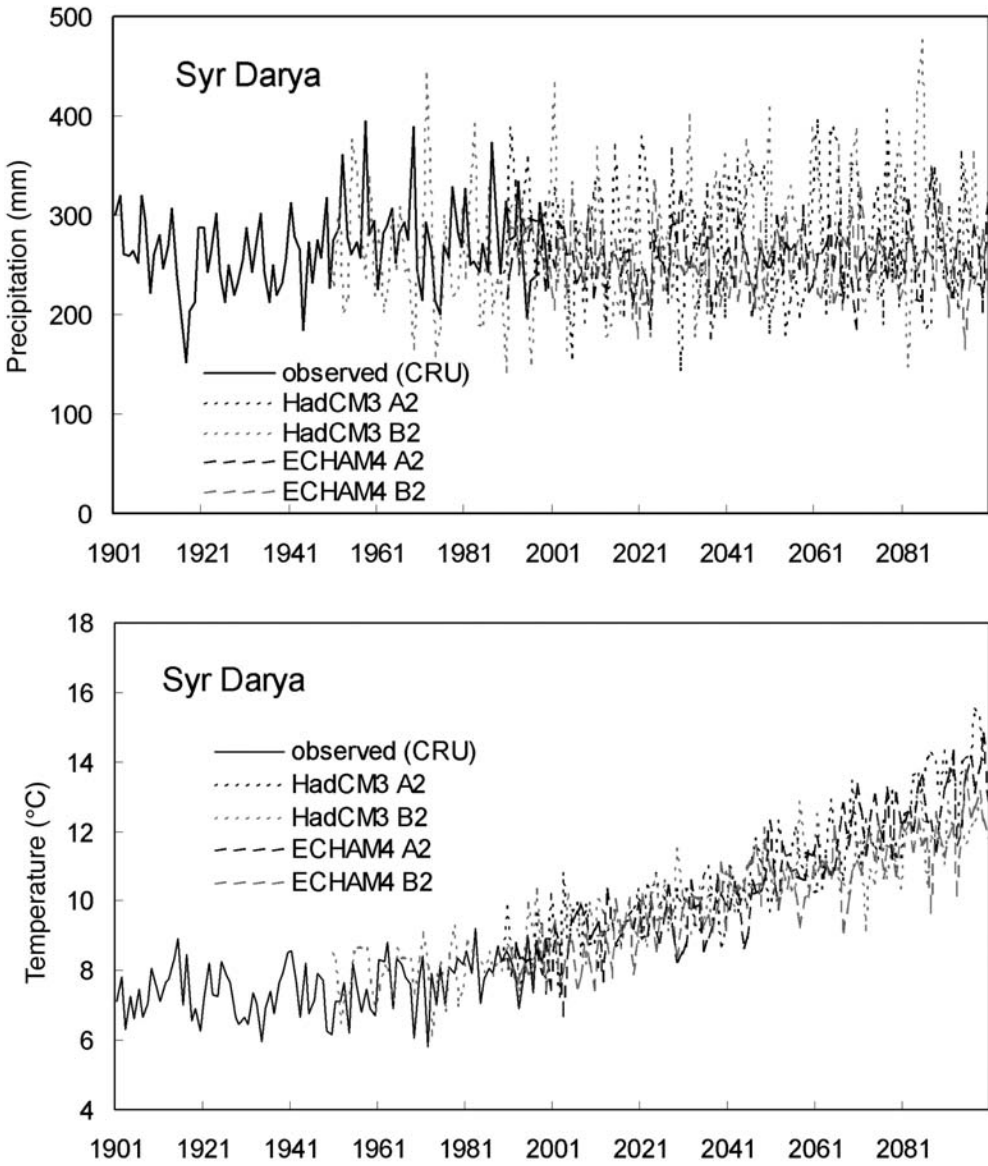 500
400
300
200
100
0
Precipitation (mm)
Syr Darya
observed (CRU)
HadCM3 A2
HadCM3 B2
ECHAM4 A2
ECHAM4 B2
1901 1921 1941 1961 1981 2001 2021 2041 2061 2081
18
16
14
12
10
8
6
4
Temperature (°C)
Syr Darya
observed (CRU)
HadCM3 A2
HadCM3 B2
ECHAM4 A2
ECHAM4 B2
1901 1921 1941 1961 1981 2001 2021 2041 2061 2081